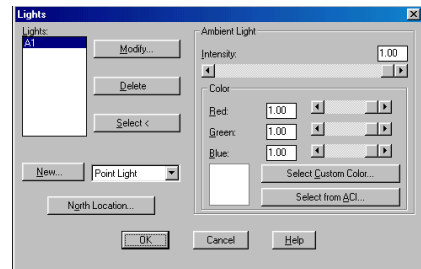 Lights
Lights:
A1
Modify...
Delete
Select <
New...
Point Light
North Location...
Ambient Light
Intensity:
1.00
Color
Red:
1.00
Green:
1.00
Blue:
1.00
Select Custom Color...
Select from ACI...
OK
Cancel
Help